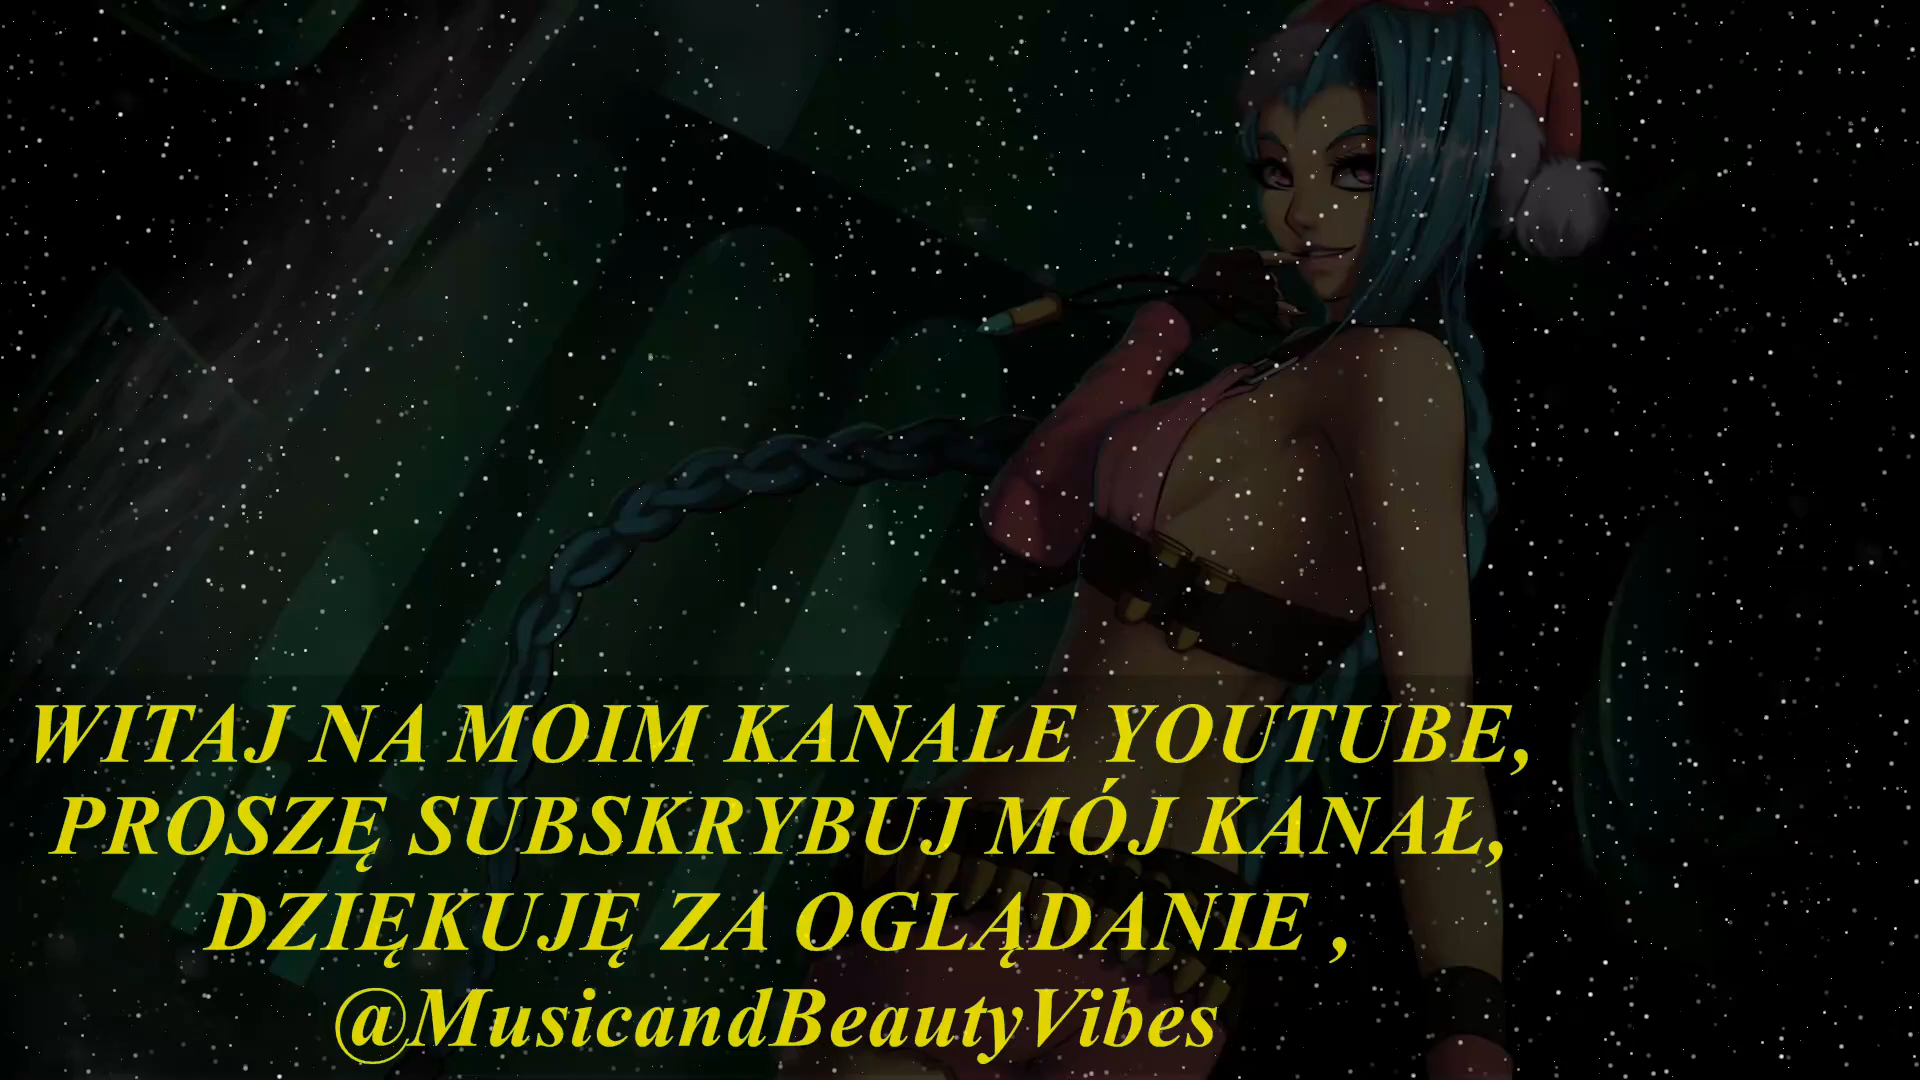 WITAJ NA MOIM KANALE YOUTUBE,
PROSZĘ SUBSKRYBUJ MÓJ KANAŁ,
DZIĘKUJĘ ZA OGLĄDANIE ,
@MusicandBeautyVibes